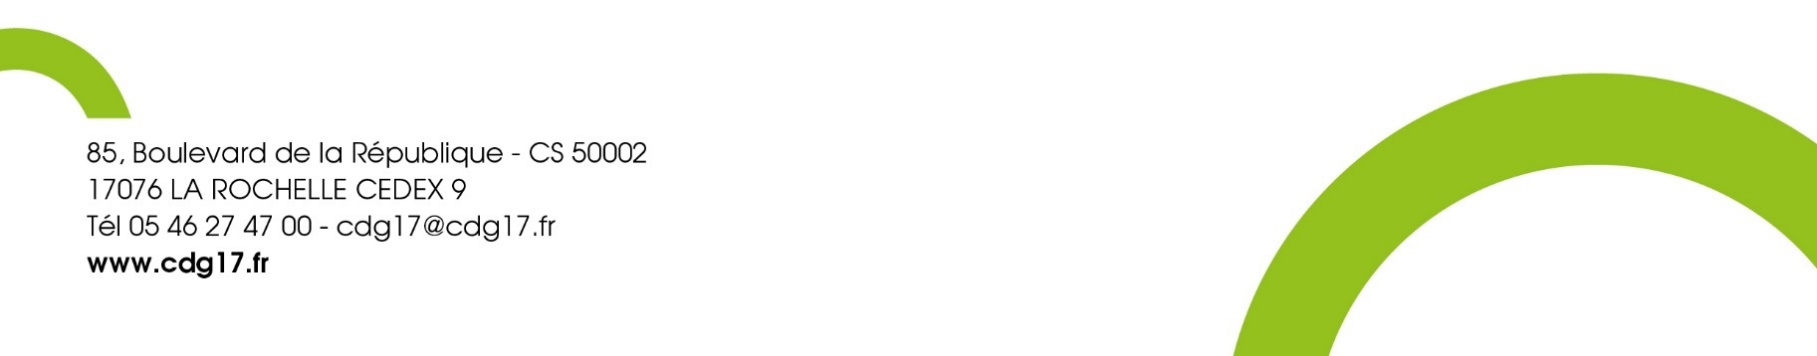 85, Boulevard de la République - CS 50002
17076 LA ROCHELLE CEDEX 9
Tél 05 46 27 47 00 - cdg17@cdg17.fr
www.cdg17.fr